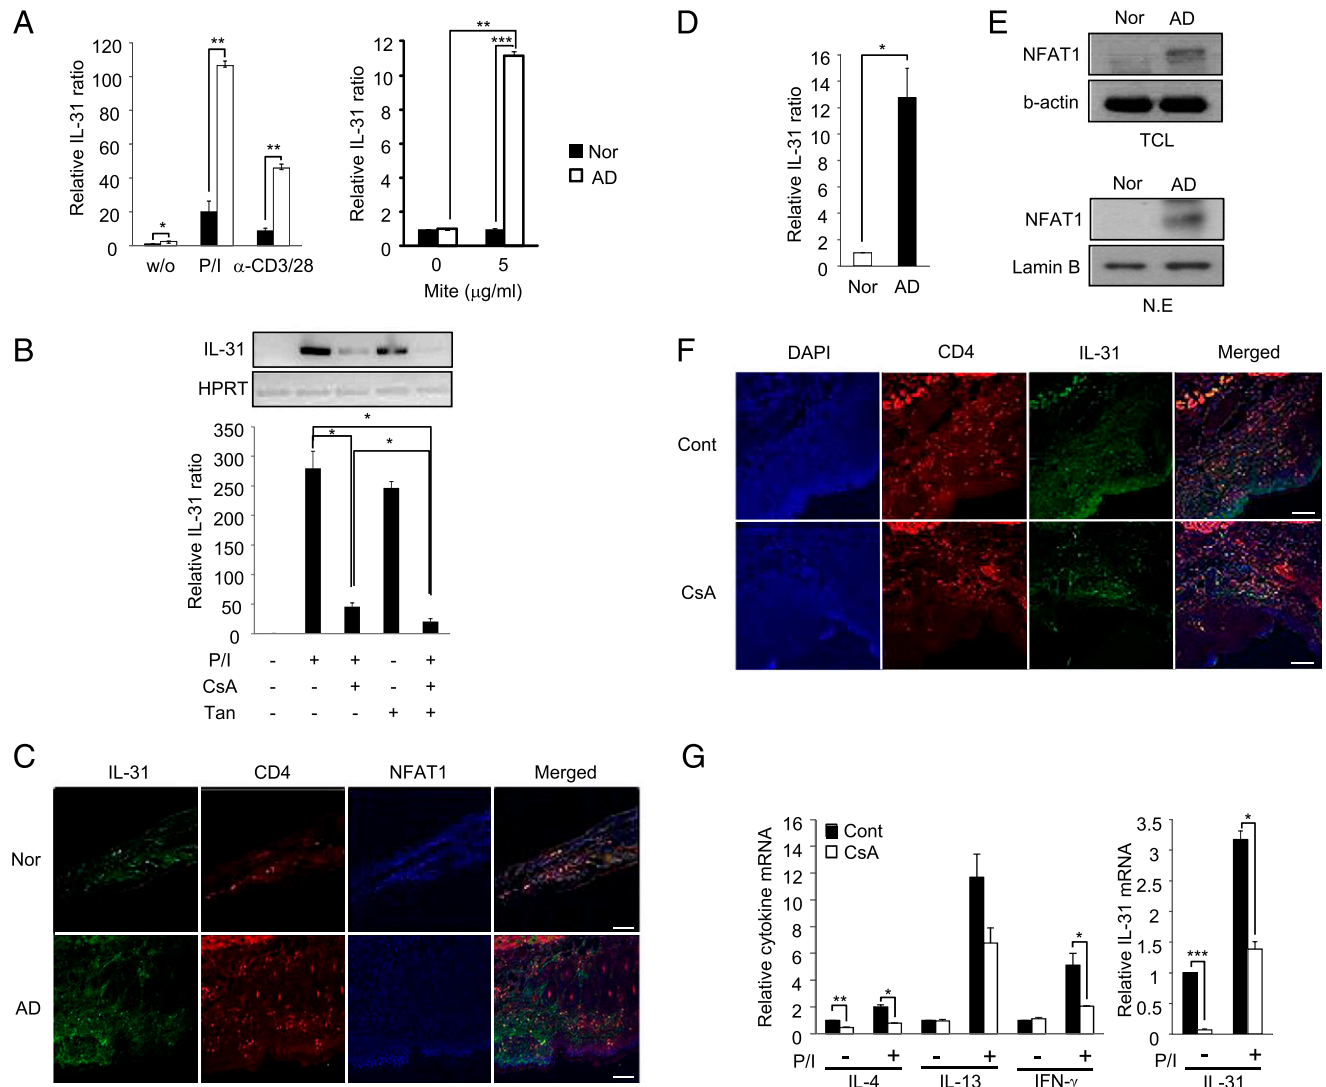 A
Relative IL-31 ratio
120
100
80
60
40
20
0
*
**
**
w/o P/I α-CD3/28
Relative IL-31 ratio
12
10
8
6
4
2
0
**
***
0 5
Mite (μg/ml)
Nor
AD
B
IL-31
HPRT
Relative IL-31 ratio
350
300
250
200
150
100
50
0
*
*
*
P/I - + + - +
CsA - - + - +
Tan - - - + +
C
IL-31 CD4 NFAT1 Merged
Nor
AD
D
Relative IL-31 ratio
16
14
12
10
8
6
4
2
0
*
Nor AD
E
Nor AD
NFAT1
b-actin
TCL
Nor AD
NFAT1
Lamin B
N.E
F
DAPI CD4 IL-31 Merged
Cont
CsA
G
Relative cytokine mRNA
16
14
12
10
8
6
4
2
0
Cont
CsA
**
*
*
P/I - + - + - +
IL-4 IL-13 IFN-γ
Relative IL-31 mRNA
3.5
3
2.5
2
1.5
1
0.5
0
***
*
P/I - +
IL-31